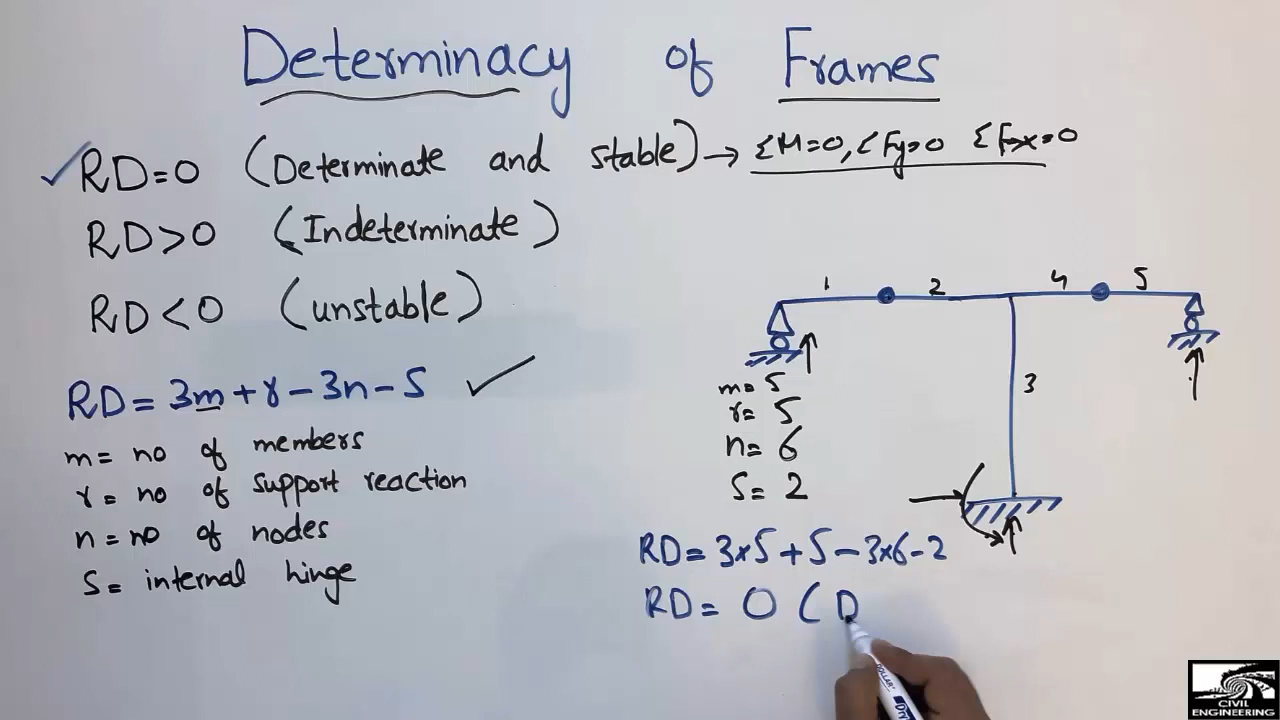 Determinacy of Frames
RD=0 (Determinate and stable) → ΣM=0, ΣFy=0 ΣFx=0
RD>0 (Indeterminate)
RD<0 (unstable)
RD= 3m+r-3n-S
m= no of members
r= no of support reaction
n= no of nodes
S= internal hinge
1 2 4 5
3
m= 5
r= 5
n= 6
S= 2
RD= 3×5+5-3×6-2
RD= 0 (D
DOLLAR
Dry
CIVIL
ENGINEERING